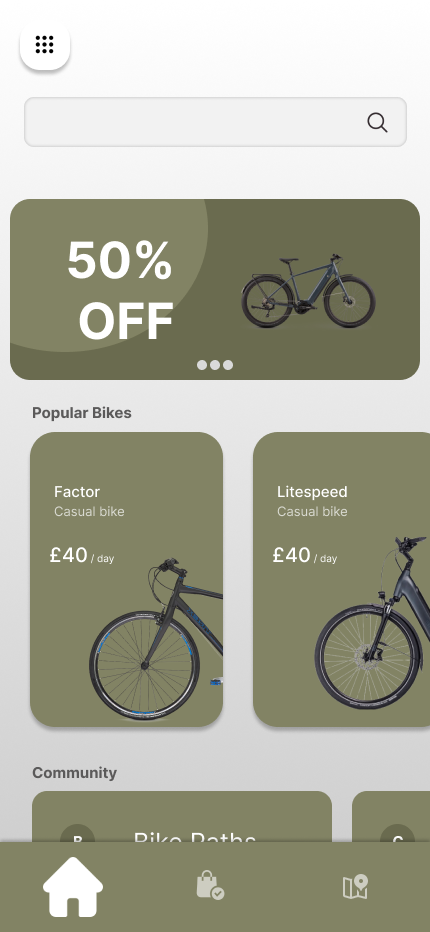 50%
OFF
Popular Bikes
Factor
Casual bike
£40 / day
Litespeed
Casual bike
£40 / day
Community
B
Bike Paths
C